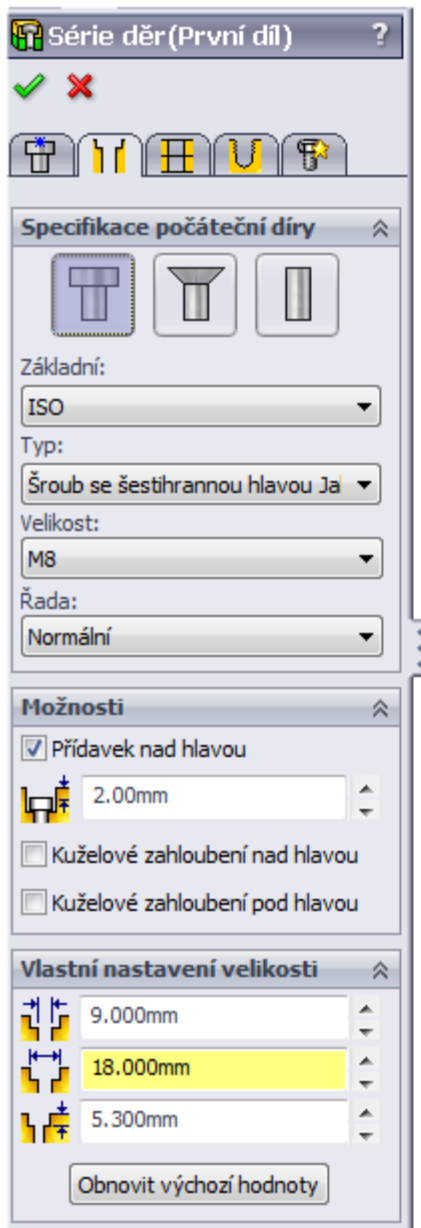 Série děr(První díl) ?
Specifikace počáteční díry
Základní:
ISO
Typ:
Šroub se šestihrannou hlavou Ja
Velikost:
M8
Řada:
Normální
Možnosti
Přídavek nad hlavou
2.00mm
Kuželové zahloubení nad hlavou
Kuželové zahloubení pod hlavou
Vlastní nastavení velikosti
9.000mm
18.000mm
5.300mm
Obnovit výchozí hodnoty